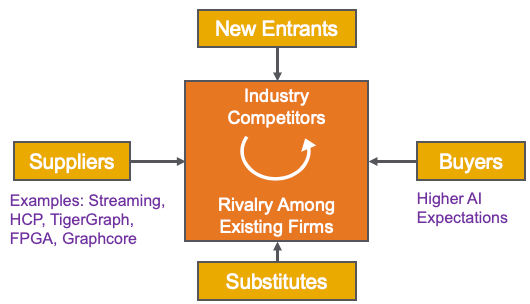 New Entrants
Industry
Competitors
Suppliers
Buyers
Examples: Streaming,
HCP, TigerGraph,
FPGA, Graphcore
Higher AI
Expectations
Rivalry Among
Existing Firms
Substitutes